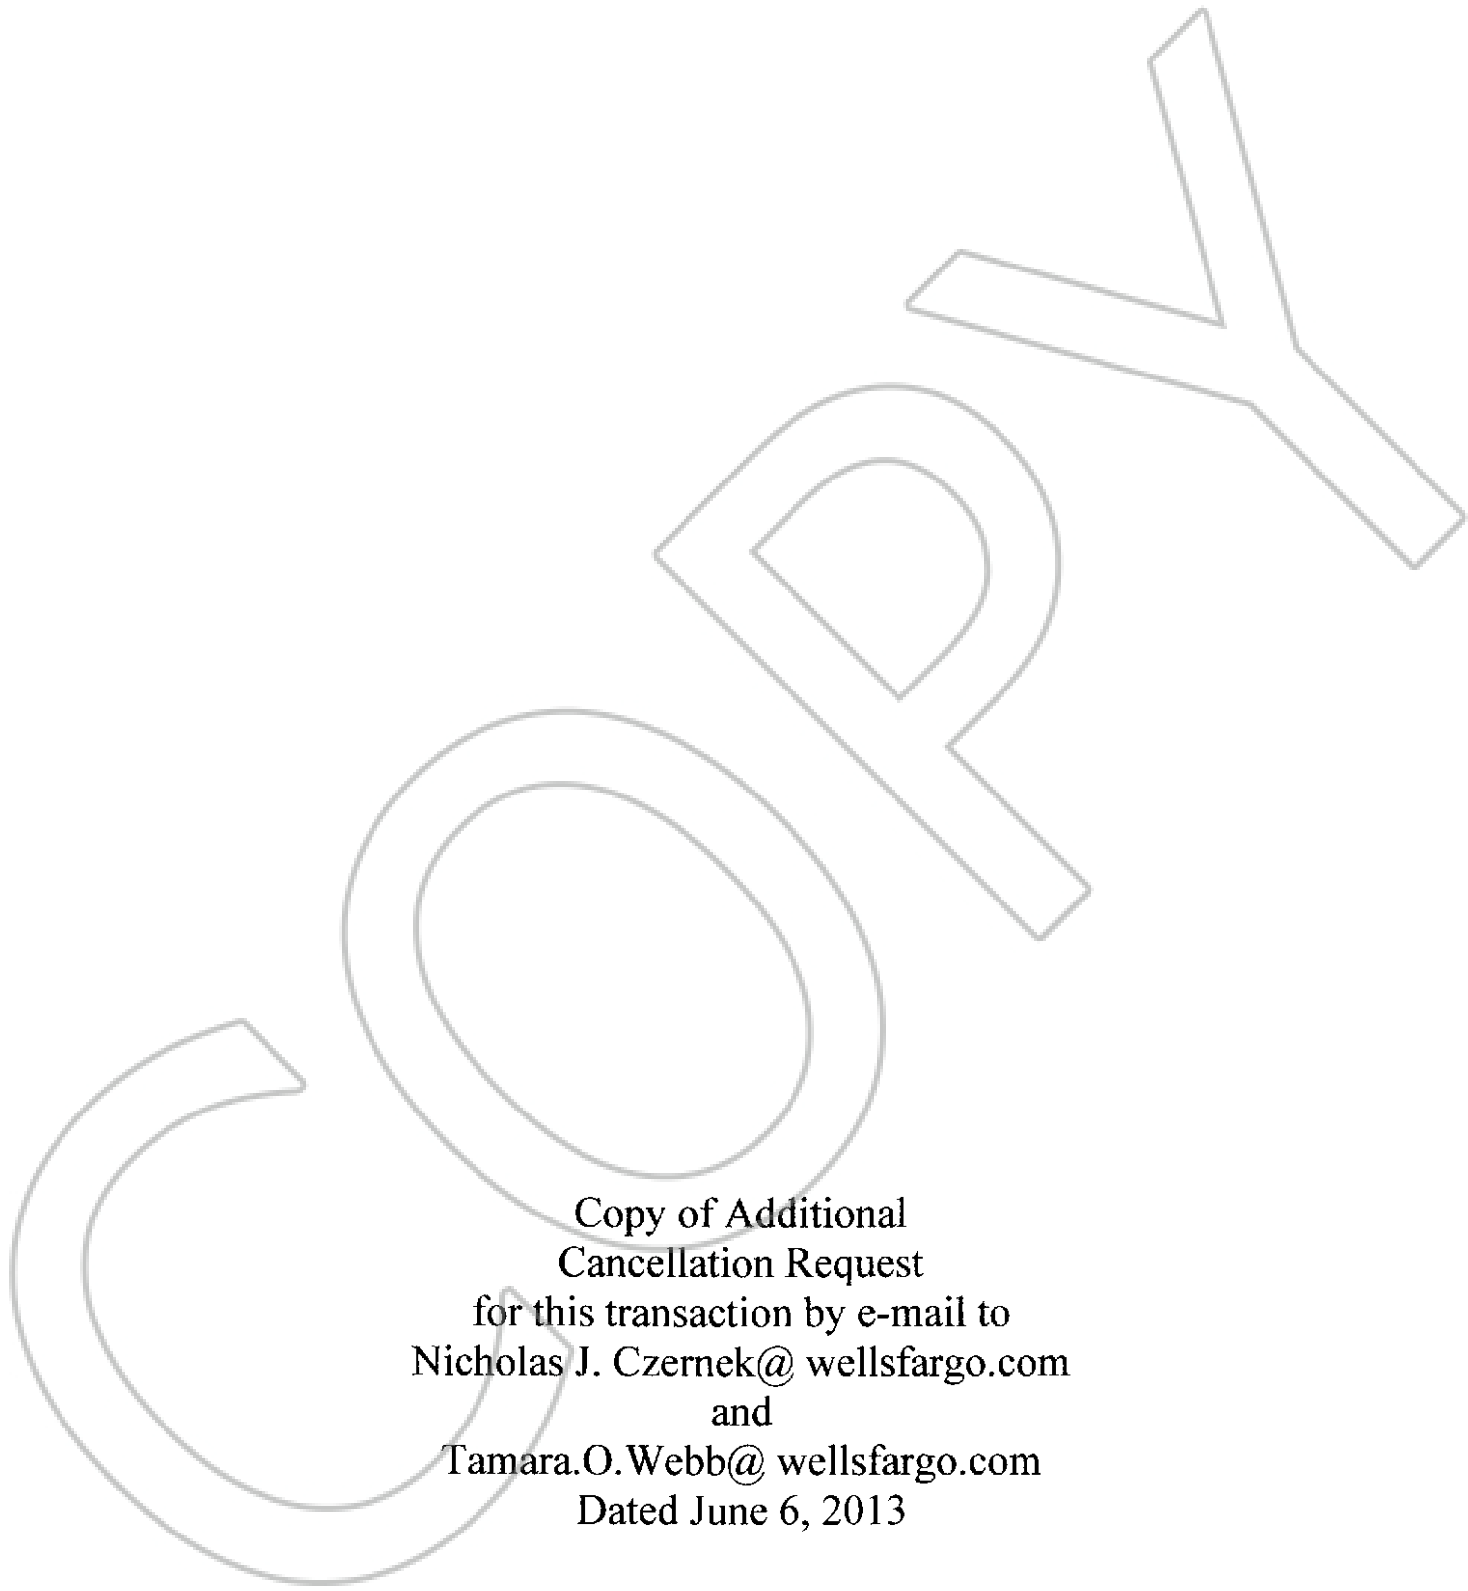 COPY
Copy of Additional
Cancellation Request
for this transaction by e-mail to
Nicholas J. Czernek@ wellsfargo.com
and
Tamara.O.Webb@ wellsfargo.com
Dated June 6, 2013